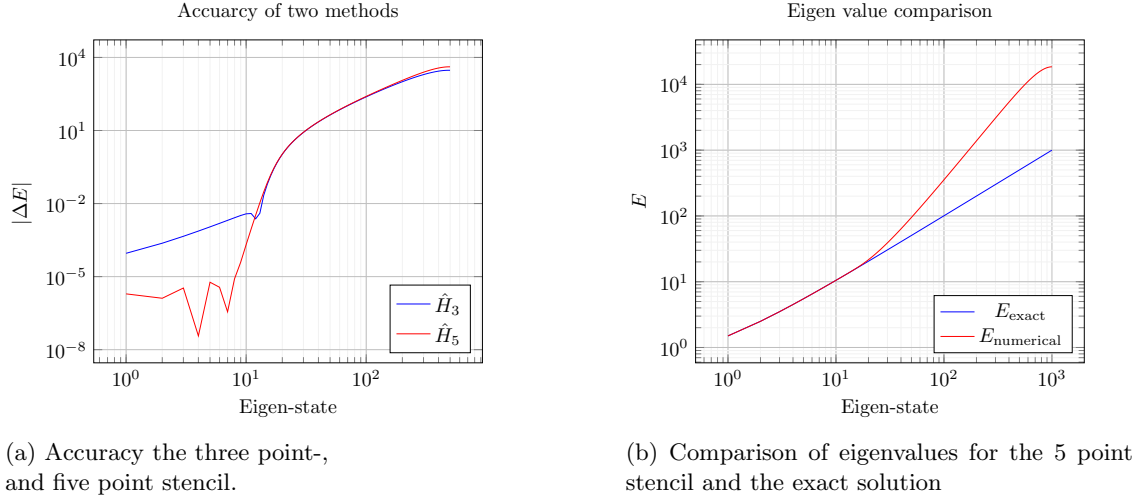 Accuarcy of two methods
10^4
10^1
10^−2
10^−5
10^−8
|ΔE|
Ĥ_3
Ĥ_5
10^0
10^1
10^2
Eigen-state
(a) Accuracy the three point-,
and five point stencil.
Eigen value comparison
10^4
10^3
10^2
10^1
10^0
E
E_exact
E_numerical
10^0
10^1
10^2
10^3
Eigen-state
(b) Comparison of eigenvalues for the 5 point
stencil and the exact solution